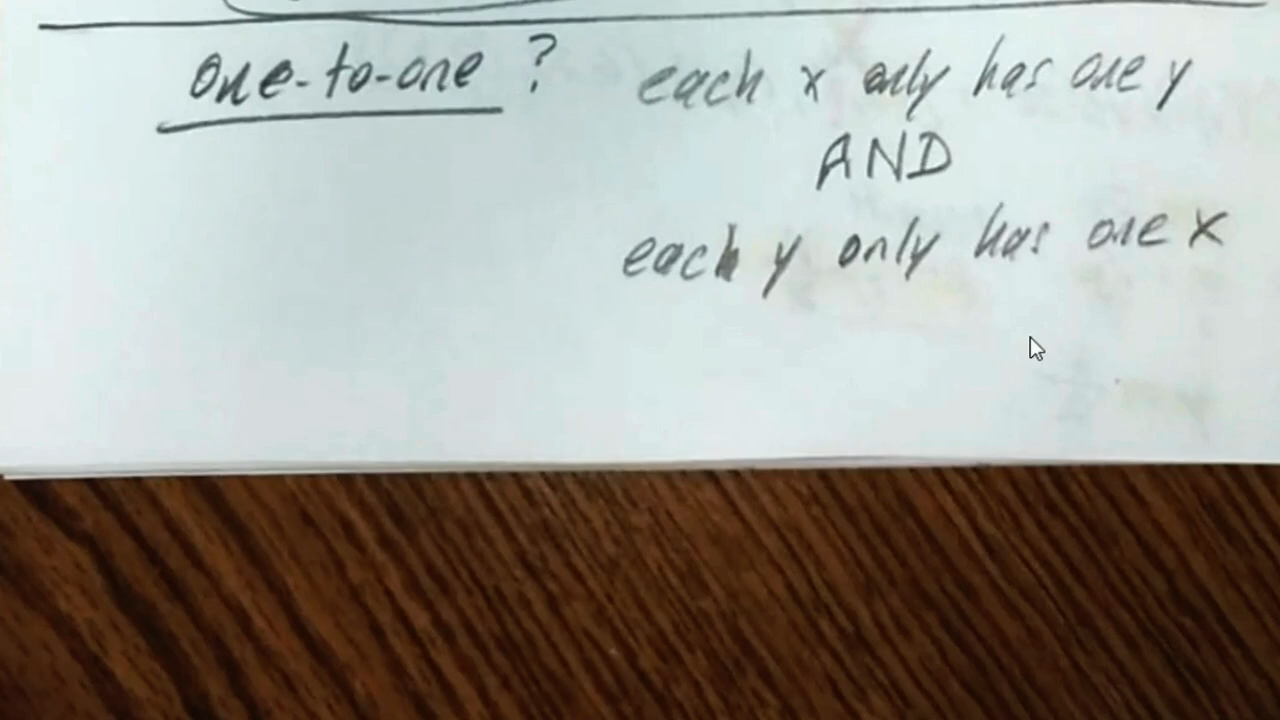 one-to-one ? each x only has one y
AND
each y only has one x